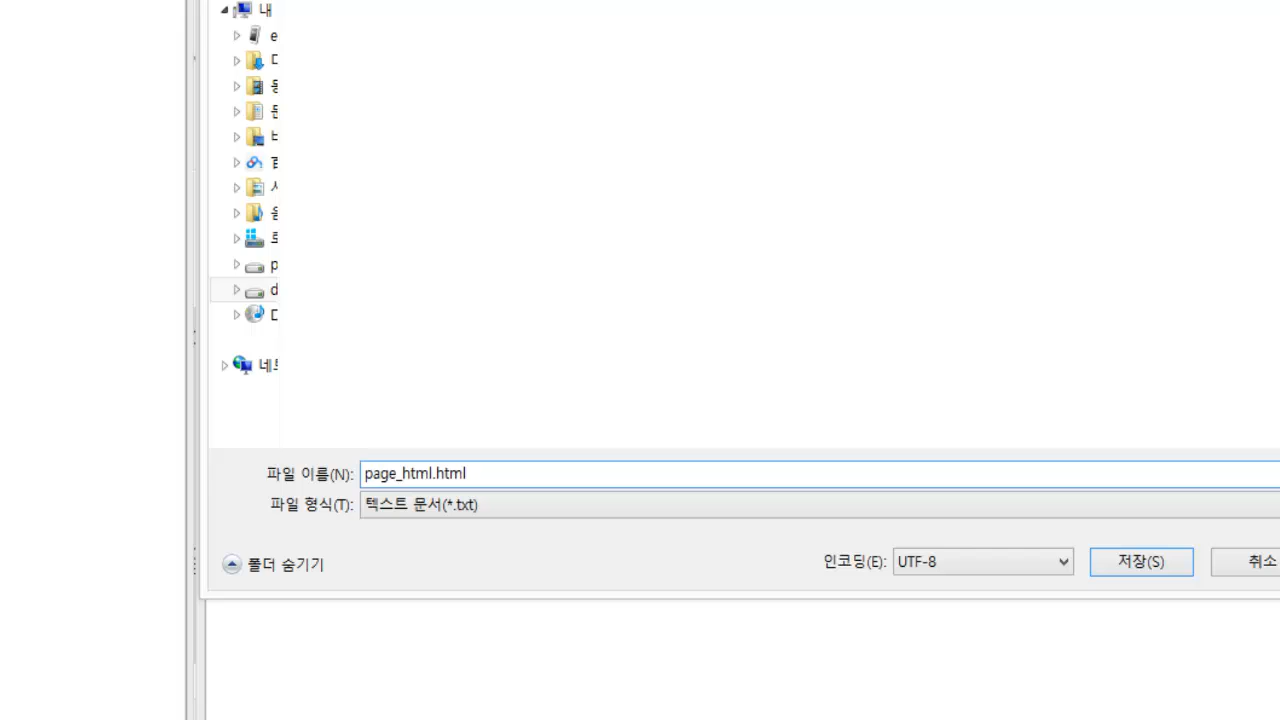 내
e
파일 이름(N): page_html.html
파일 형식(T): 텍스트 문서(*.txt)
폴더 숨기기
인코딩(E): UTF-8
저장(S)
취소